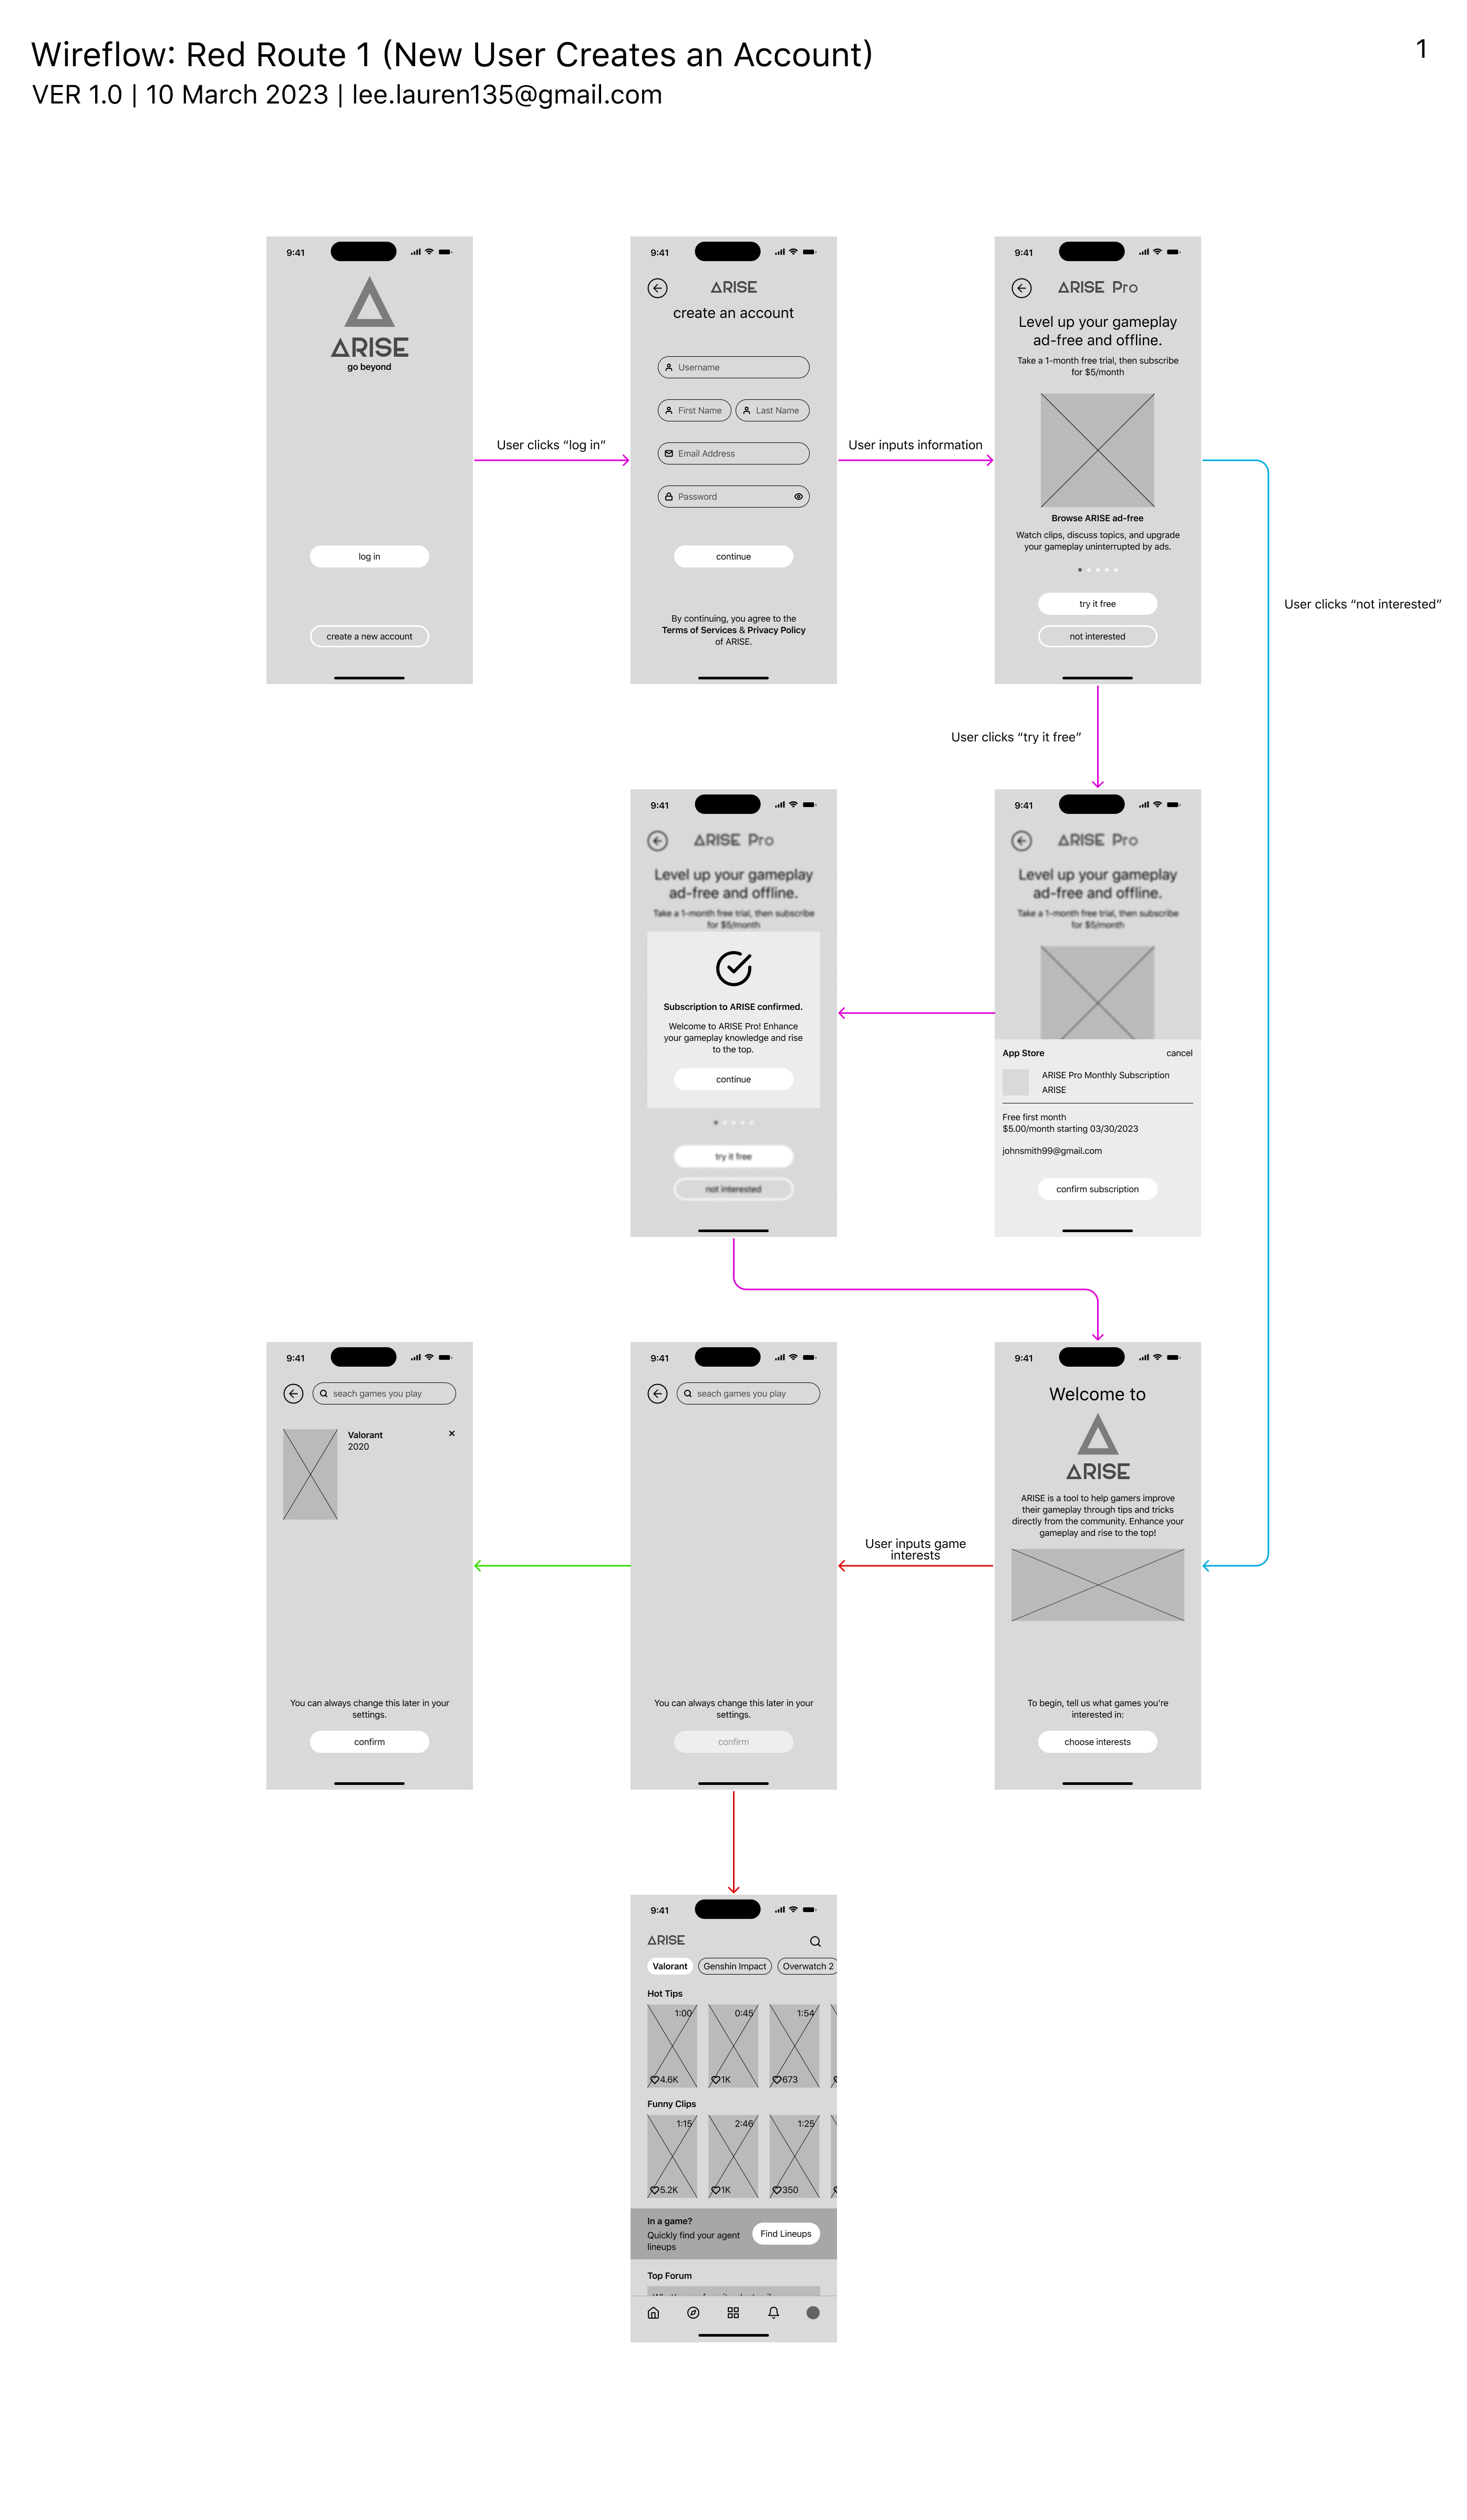 Wireflow: Red Route 1 (New User Creates an Account)
1
VER 1.0 | 10 March 2023 | lee.lauren135@gmail.com
9:41
ARISE
go beyond
log in
create a new account
User clicks “log in”
9:41
ARISE
create an account
Username
First Name
Last Name
Email Address
Password
continue
By continuing, you agree to the
Terms of Services & Privacy Policy
of ARISE.
User inputs information
9:41
ARISE Pro
Level up your gameplay
ad-free and offline.
Take a 1-month free trial, then subscribe
for $5/month
Browse ARISE ad-free
Watch clips, discuss topics, and upgrade
your gameplay uninterrupted by ads.
try it free
not interested
User clicks “not interested”
User clicks “try it free”
9:41
ARISE Pro
Level up your gameplay
ad-free and offline.
Take a 1-month free trial, then subscribe
for $5/month
Subscription to ARISE confirmed.
Welcome to ARISE Pro! Enhance
your gameplay knowledge and rise
to the top.
continue
try it free
not interested
9:41
ARISE Pro
Level up your gameplay
ad-free and offline.
Take a 1-month free trial, then subscribe
for $5/month
App Store
cancel
ARISE Pro Monthly Subscription
ARISE
Free first month
$5.00/month starting 03/30/2023
johnsmith99@gmail.com
confirm subscription
9:41
seach games you play
Valorant
2020
You can always change this later in your
settings.
confirm
9:41
seach games you play
You can always change this later in your
settings.
confirm
User inputs game
interests
9:41
Welcome to
ARISE
ARISE is a tool to help gamers improve
their gameplay through tips and tricks
directly from the community. Enhance your
gameplay and rise to the top!
To begin, tell us what games you’re
interested in:
choose interests
9:41
ARISE
Valorant
Genshin Impact
Overwatch 2
Hot Tips
1:00
0:45
1:54
4.6K
1K
673
Funny Clips
1:15
2:46
1:25
5.2K
1K
350
In a game?
Quickly find your agent
lineups
Find Lineups
Top Forum